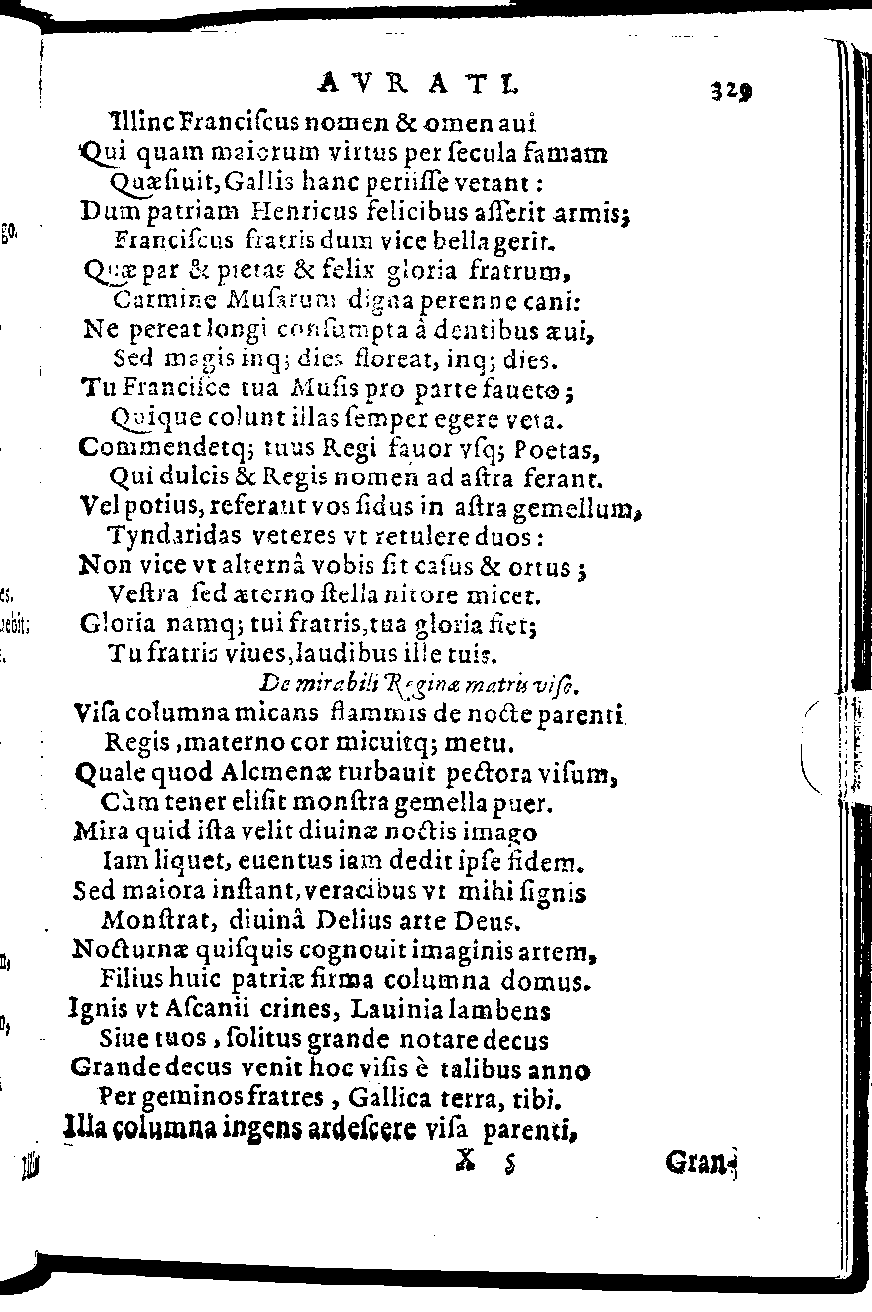 AVRATI. 329
Illinc Franciſcus nomen & omen aui
Qui quam maiorum virtus per ſecula famam
Quæſiuit, Gallis hanc periiſſe vetant :
Dum patriam Henricus felicibus aſſerit armis;
Franciſcus fratris dum vice bella gerit.
Quæ par & pietas & felix gloria fratrum,
Carmine Muſarum digna perenne cani:
Ne pereat longi conſumpta â dentibus æui,
Sed magis inq; dies floreat, inq; dies.
Tu Franciſce tua Muſis pro parte faueto;
Quique colunt illas ſemper egere veta.
Commendetq; tuus Regi fauor vſq; Poetas,
Qui dulcis & Regis nomen ad aſtra ferant.
Vel potius, referant vos ſidus in aſtra gemellum,
Tyndaridas veteres vt retulere duos :
Non vice vt alternâ vobis ſit caſus & ortus ;
Veſtra ſed æterno ſtella nitore micet.
Gloria namq; tui fratris, tua gloria fiet;
Tu fratris viues, laudibus ille tuis.
De mirabili Reginæ matris viſo.
Viſa columna micans flammis de nocte parenti
Regis, materno cor micuitq; metu.
Quale quod Alcmenæ turbauit pectora viſum,
Càm tener eliſit monſtra gemella puer.
Mira quid iſta velit diuinæ noctis imago
Iam liquet, euentus iam dedit ipſe fidem.
Sed maiora inſtant, veracibus vt mihi ſignis
Monſtrat, diuinâ Delius arte Deus.
Nocturnæ quiſquis cognouit imaginis artem,
Filius huic patriæ firma columna domus.
Ignis vt Aſcanii crines, Lauinia lambens
Siue tuos, ſolitus grande notare decus
Grande decus venit hoc viſis è talibus anno
Per geminos fratres, Gallica terra, tibi.
Illa columna ingens ardeſcere viſa parenti,
X 5 Gran-